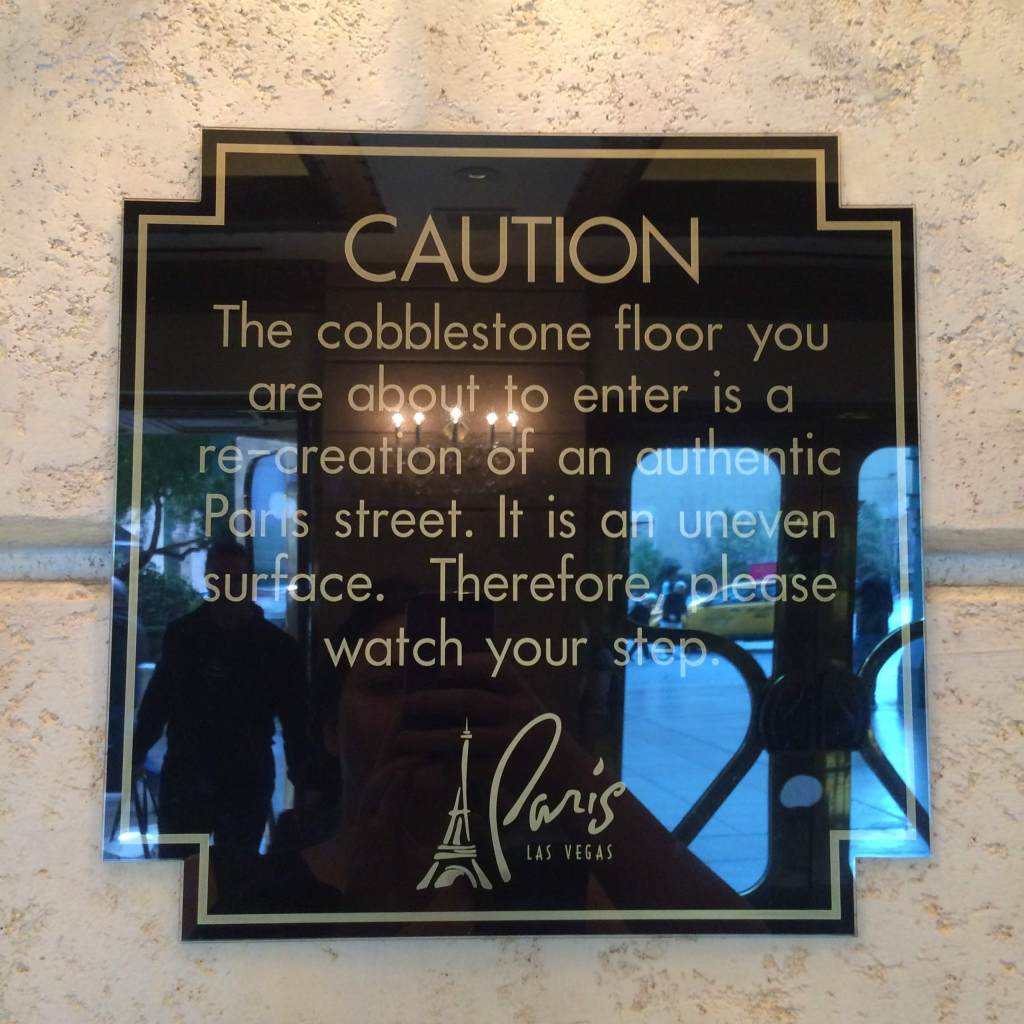 CAUTION
The cobblestone floor you
are about to enter is a
re-creation of an authentic
Paris street. It is an uneven
surface. Therefore please
watch your step.
Paris
LAS VEGAS